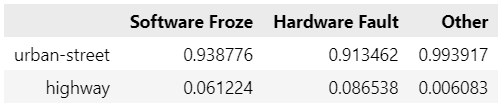 Software Froze Hardware Fault Other
urban-street 0.938776 0.913462 0.993917
highway 0.061224 0.086538 0.006083